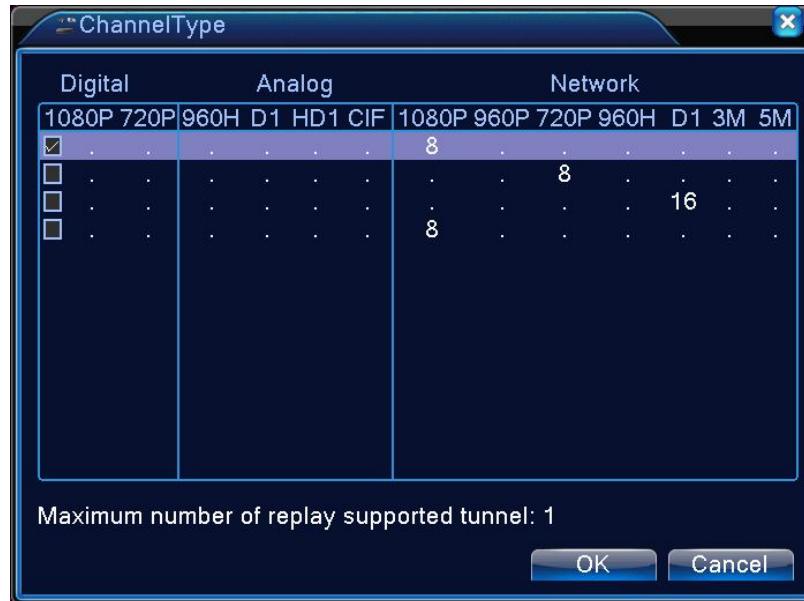 ChannelType
Digital Analog Network
1080P 720P 960H D1 HD1 CIF 1080P 960P 720P 960H D1 3M 5M
. . . . . . 8 . . . . . .
. . . . . . . . 8 . . . .
. . . . . . . . . . 16 . .
. . . . . . 8 . . . . . .
Maximum number of replay supported tunnel: 1
OK Cancel